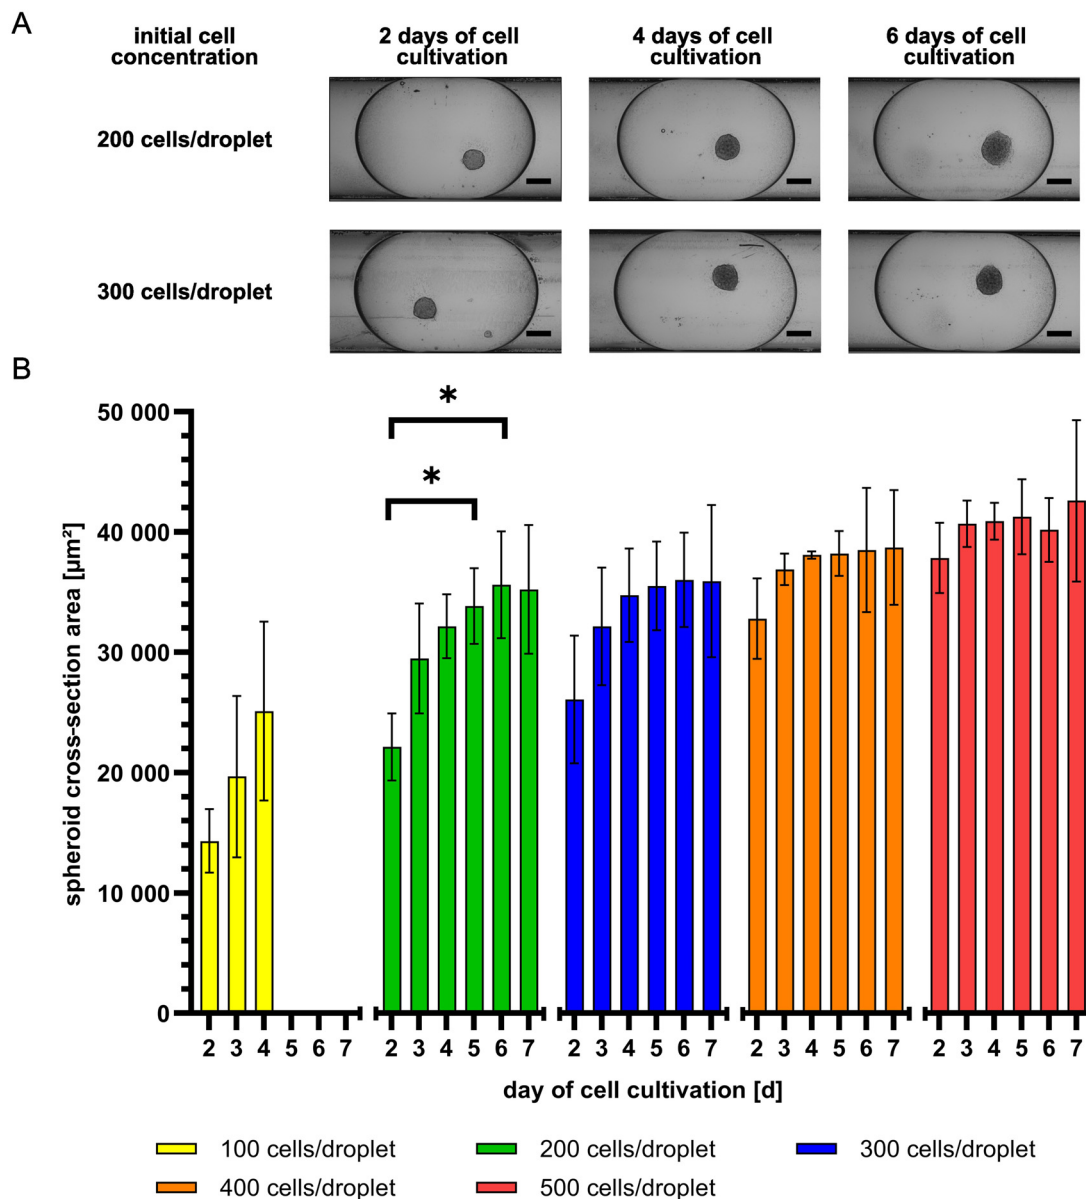 A
initial cell
concentration
2 days of cell
cultivation
4 days of cell
cultivation
6 days of cell
cultivation
200 cells/droplet
300 cells/droplet
B
*
*
spheroid cross-section area [µm²]
50 000
40 000
30 000
20 000
10 000
0
2 3 4 5 6 7 2 3 4 5 6 7 2 3 4 5 6 7 2 3 4 5 6 7 2 3 4 5 6 7
day of cell cultivation [d]
100 cells/droplet 200 cells/droplet 300 cells/droplet
400 cells/droplet 500 cells/droplet